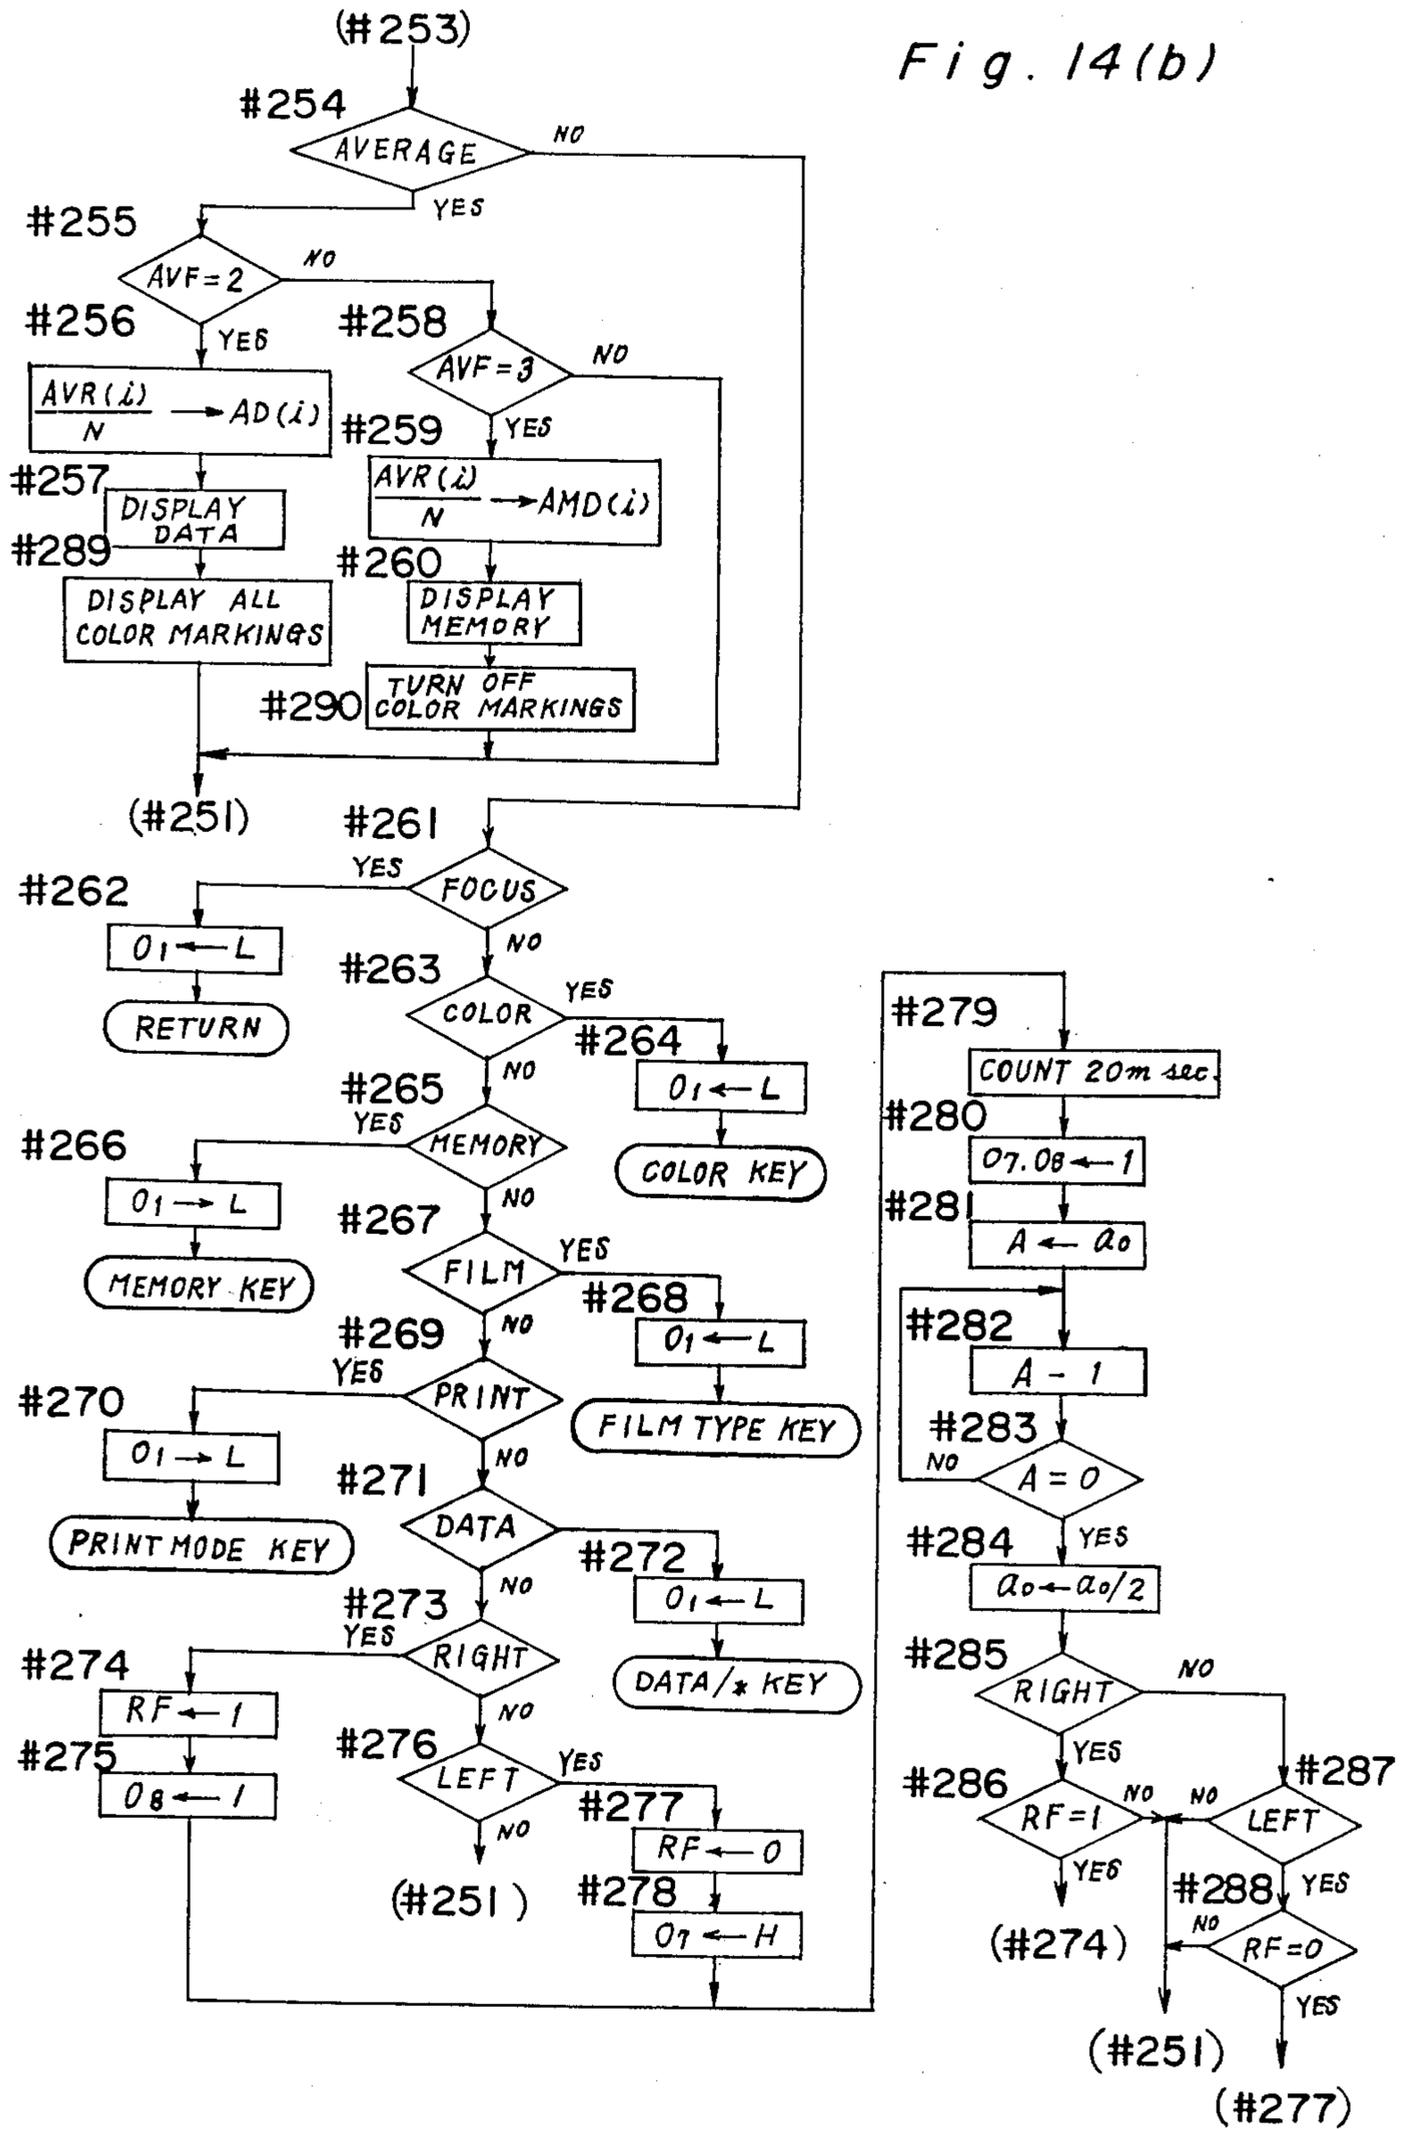 (#253)
Fig. 14(b)
#254
AVERAGE
NO
YES
#255
AVF=2
NO
#256
YES
AVR(i)
N
→ AD(i)
#257
DISPLAY
DATA
#289
DISPLAY ALL
COLOR MARKINGS
#258
AVF=3
NO
YES
#259
AVR(i)
N
→ AMD(i)
#260
DISPLAY
MEMORY
#290
TURN OFF
COLOR MARKINGS
(#251)
#261
YES
FOCUS
NO
#262
O1 ← L
RETURN
#263
COLOR
YES
NO
#264
O1 ← L
COLOR KEY
#265
YES
MEMORY
NO
#266
O1 → L
MEMORY KEY
#267
FILM
YES
NO
#268
O1 ← L
FILM TYPE KEY
#269
YES
PRINT
NO
#270
O1 → L
PRINT MODE KEY
#271
DATA
NO
#272
O1 ← L
DATA/* KEY
#273
YES
RIGHT
NO
#274
RF ← 1
#275
O8 ← 1
#276
LEFT
YES
NO
(#251)
#277
RF ← 0
#278
O7 ← H
#279
COUNT 20m sec.
#280
O7.O8 ← 1
#281
A ← a0
#282
A - 1
#283
NO
A = 0
YES
#284
a0 ← a0/2
#285
RIGHT
NO
YES
#286
RF=1
NO
YES
(#274)
#287
NO
LEFT
YES
#288
NO
RF=0
YES
(#251)
(#277)